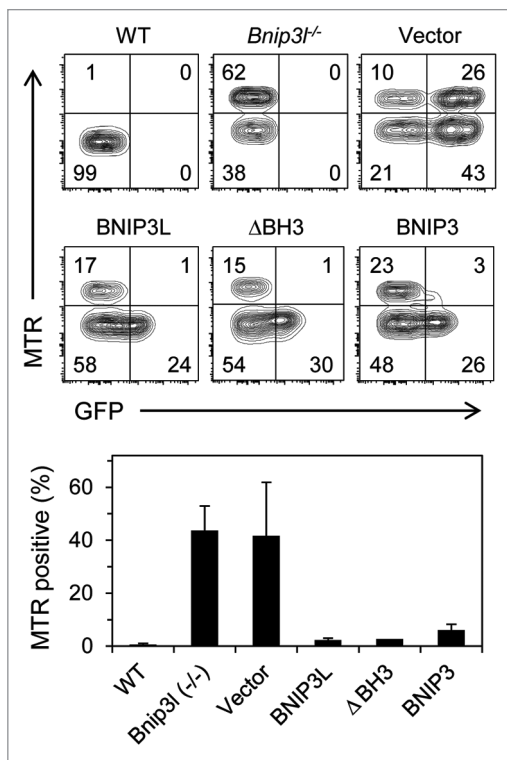 WT Bnip3l-/- Vector
1 0 62 0 10 26
99 0 38 0 21 43
BNIP3L ΔBH3 BNIP3
17 1 15 1 23 3
58 24 54 30 48 26
MTR
GFP
MTR positive (%)
60
40
20
0
WT Bnip3l (-/-) Vector BNIP3L Δ BH3 BNIP3